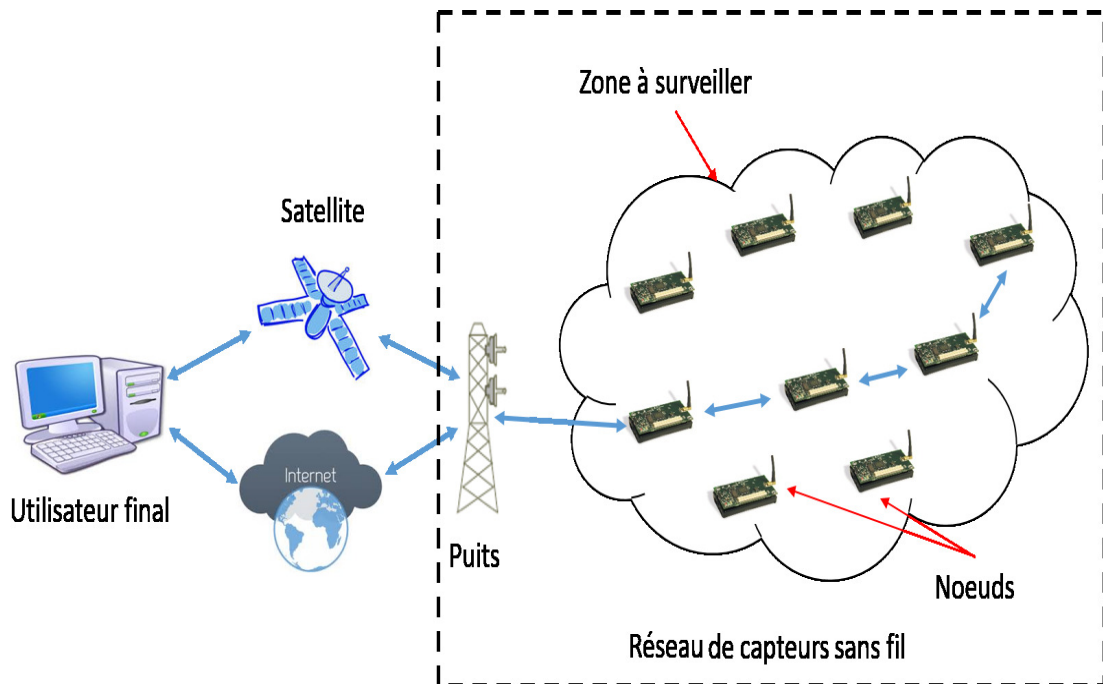 Zone à surveiller
Satellite
Internet
Utilisateur final
Puits
Noeuds
Réseau de capteurs sans fil